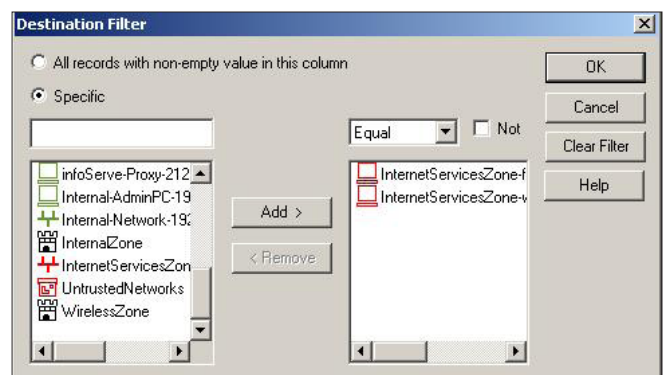 Destination Filter
All records with non-empty value in this column
Specific
OK
Cancel
Clear Filter
Help
Equal
Not
infoServe-Proxy-212
Internal-AdminPC-19
Internal-Network-192
InternalZone
InternetServicesZon
UntrustedNetworks
WirelessZone
Add >
< Remove
InternetServicesZone-f
InternetServicesZone-w